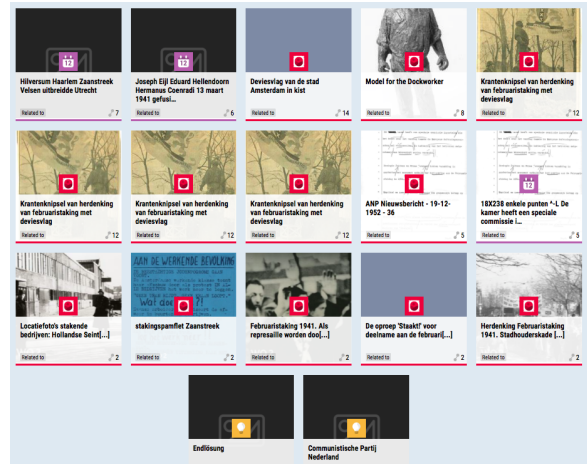 12
Hilversum Haarlem Zaanstreek
Velsen uitbreidde Utrecht
Related to
7
12
Joseph Eijl Eduard Hellendoorn
Hermanus Coenradi 13 maart
1941 gefusi...
Related to
6
Deviesvlag van de stad
Amsterdam in kist
Related to
14
Model for the Dockworker
Related to
8
Krantenknipsel van herdenking
van februaristaking met
deviesvlag
Related to
12
Krantenknipsel van herdenking
van februaristaking met
deviesvlag
Related to
12
Krantenknipsel van herdenking
van februaristaking met
deviesvlag
Related to
12
Krantenknipsel van herdenking
van februaristaking met
deviesvlag
Related to
12
ANP Nieuwsbericht - 19-12-
1952 - 36
Related to
5
12
18X238 enkele punten *-L De
kamer heeft een speciale
commissie i...
Related to
5
Locatiefoto's stakende
bedrijven: Hollandse Seint[...]
Related to
2
AAN DE WERKENDE BEVOLKING
Wat doe
?!
stakingspamflet Zaanstreek
Related to
2
Februaristaking 1941. Als
represaille worden doo[...]
Related to
2
De oproep 'Staakt!' voor
deelname aan de februari[...]
Related to
2
Herdenking Februaristaking
1941. Stadhouderskade [...]
Related to
2
Endlösung
Communistische Partij
Nederland